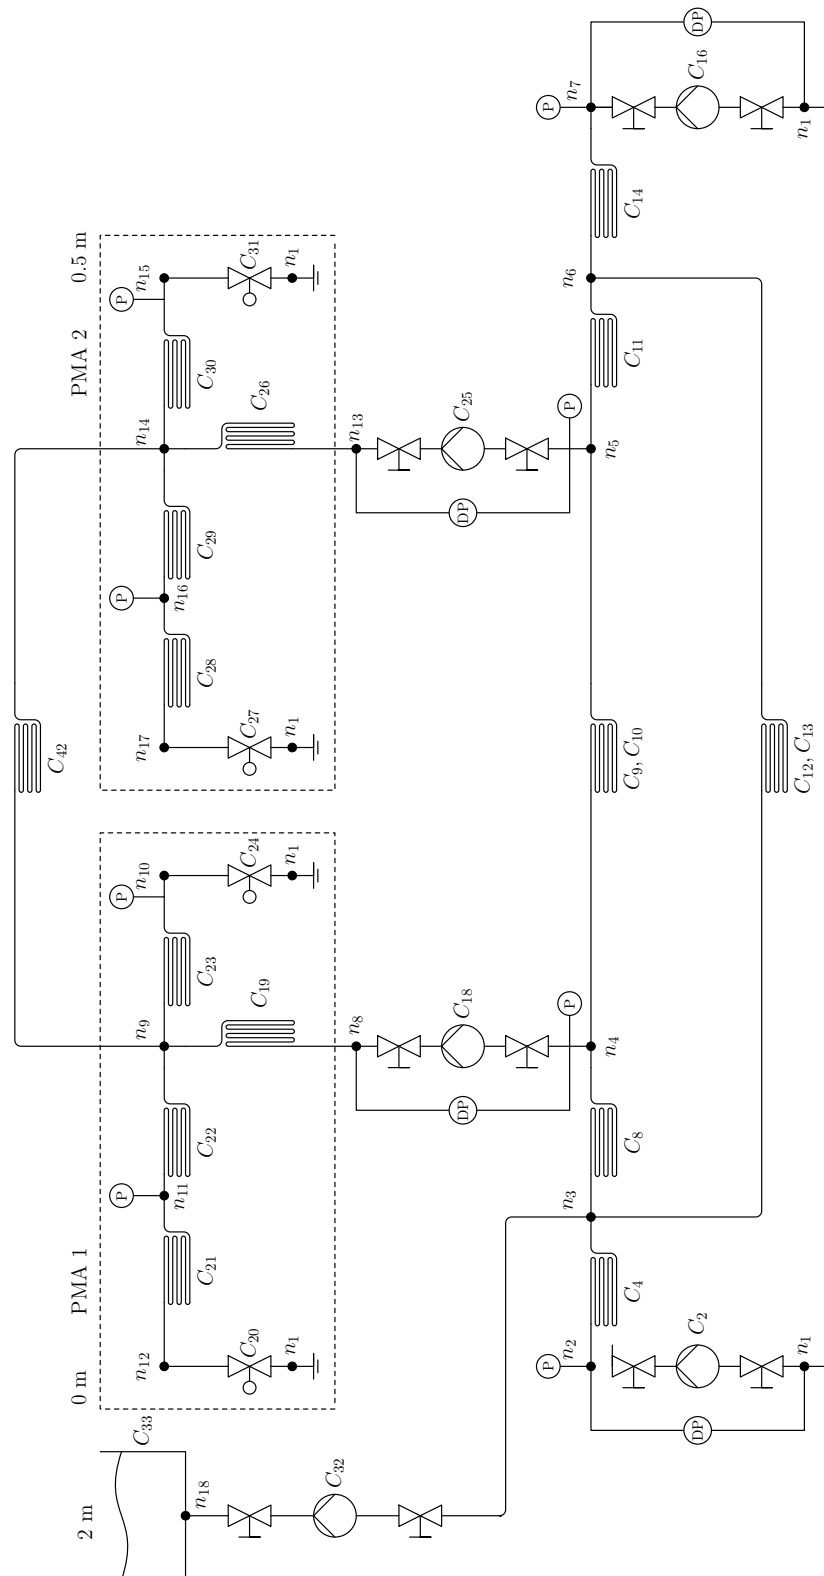 n₇
P
DP
C₁₆
n₁
C₁₄
0.5 m
PMA 2
n₁₅
P
C₃₁
n₁
n₆
C₃₀
C₂₆
C₁₁
n₁₄
n₁₃
C₂₅
P
n₅
C₂₉
DP
P
n₁₆
C₂₈
n₁₇
C₂₇
n₁
C₄₂
C₉, C₁₀
C₁₂, C₁₃
n₁₀
P
C₂₄
n₁
C₂₃
C₁₉
n₉
n₈
C₁₈
P
n₄
DP
C₂₂
C₈
P
n₁₁
n₃
C₂₁
PMA 1
C₄
0 m
n₁₂
C₂₀
n₁
P
n₂
C₂
n₁
DP
C₃₃
2 m
n₁₈
C₃₂